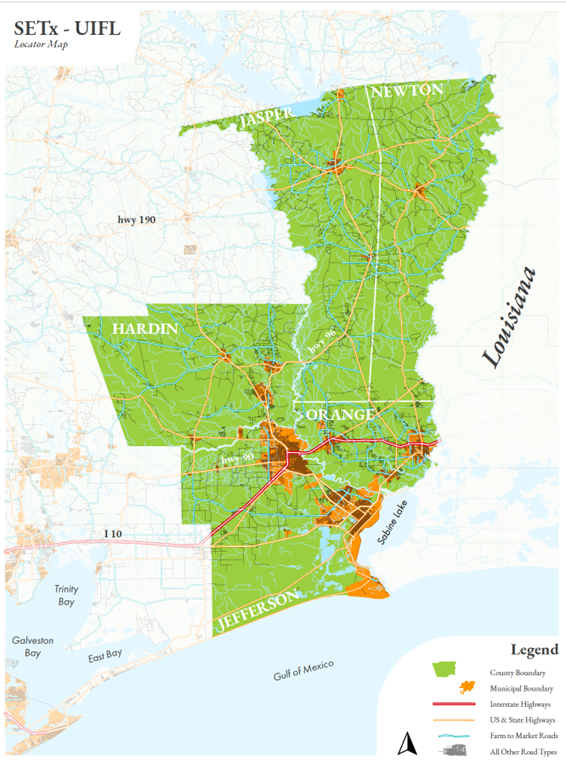 SETx - UIFL
Locator Map
NEWTON
JASPER
hwy 190
Louisiana
HARDIN
hwy 96
ORANGE
hwy 90
Sabine Lake
I 10
Trinity
Bay
JEFFERSON
Galveston
Bay
East Bay
Gulf of Mexico
Legend
County Boundary
Municipal Boundary
Interstate Highways
US & State Highways
Farm to Market Roads
All Other Road Types